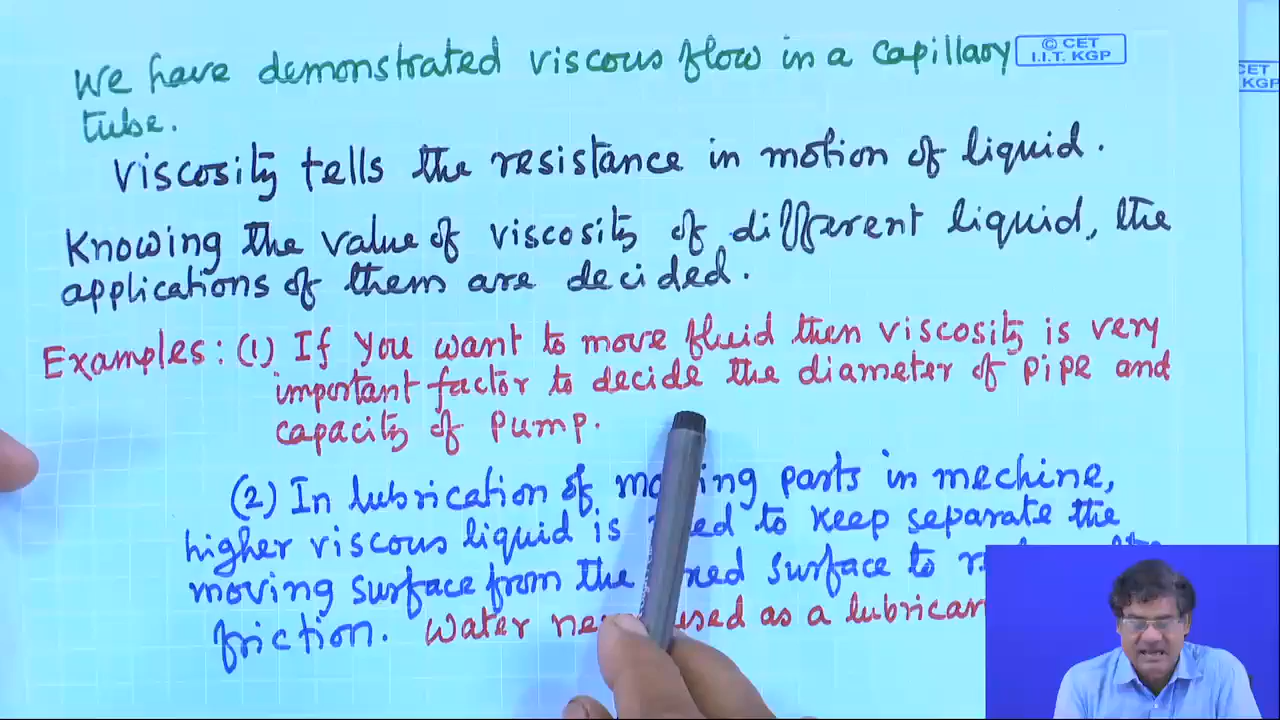 We have demonstrated viscous flow in a capillary
© CET
I.I.T. KGP
CET
KGP
tube.
Viscosity tells the resistance in motion of liquid.
Knowing the value of viscosity of different liquid, the
applications of them are decided.
Examples: (1) If you want to move fluid then viscosity is very
important factor to decide the diameter of pipe and
capacity of pump.
(2) In lubrication of moving parts in mechine,
higher viscous liquid is to keep separate the
moving surface from the surface to
friction. Water used as a